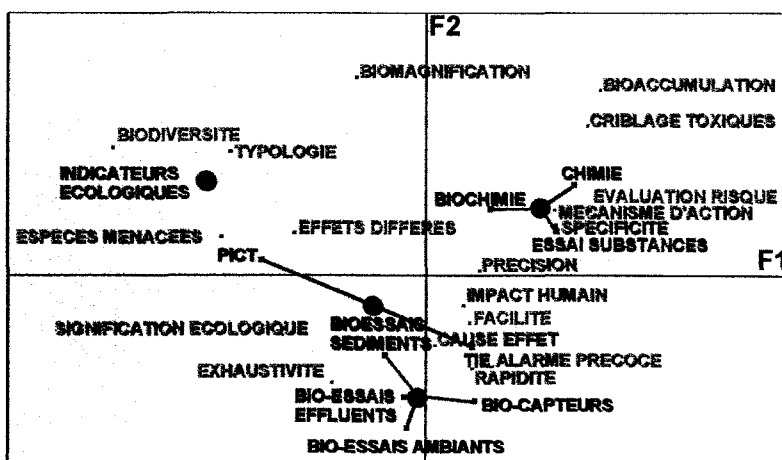 F2
BIOMAGNIFICATION
BIOACCUMULATION
CRIBLAGE TOXIQUES
BIODIVERSITE
TYPOLOGIE
INDICATEURS
ECOLOGIQUES
CHIMIE
BIOCHIMIE
EVALUATION RISQUE
MECANISME D'ACTION
SPECIFICITE
ESSAI SUBSTANCES
EFFETS DIFFERES
ESPECES MENACEES
PICT
PRECISION
F1
IMPACT HUMAIN
FACILITE
SIGNIFICATION ECOLOGIQUE
BIOESSAIS
SEDIMENTS
CAUSE EFFET
TIE ALARME PRECOCE
RAPIDITE
EXHAUSTIVITE
BIO-ESSAIS
EFFLUENTS
BIO-CAPTEURS
BIO-ESSAIS AMBIANTS